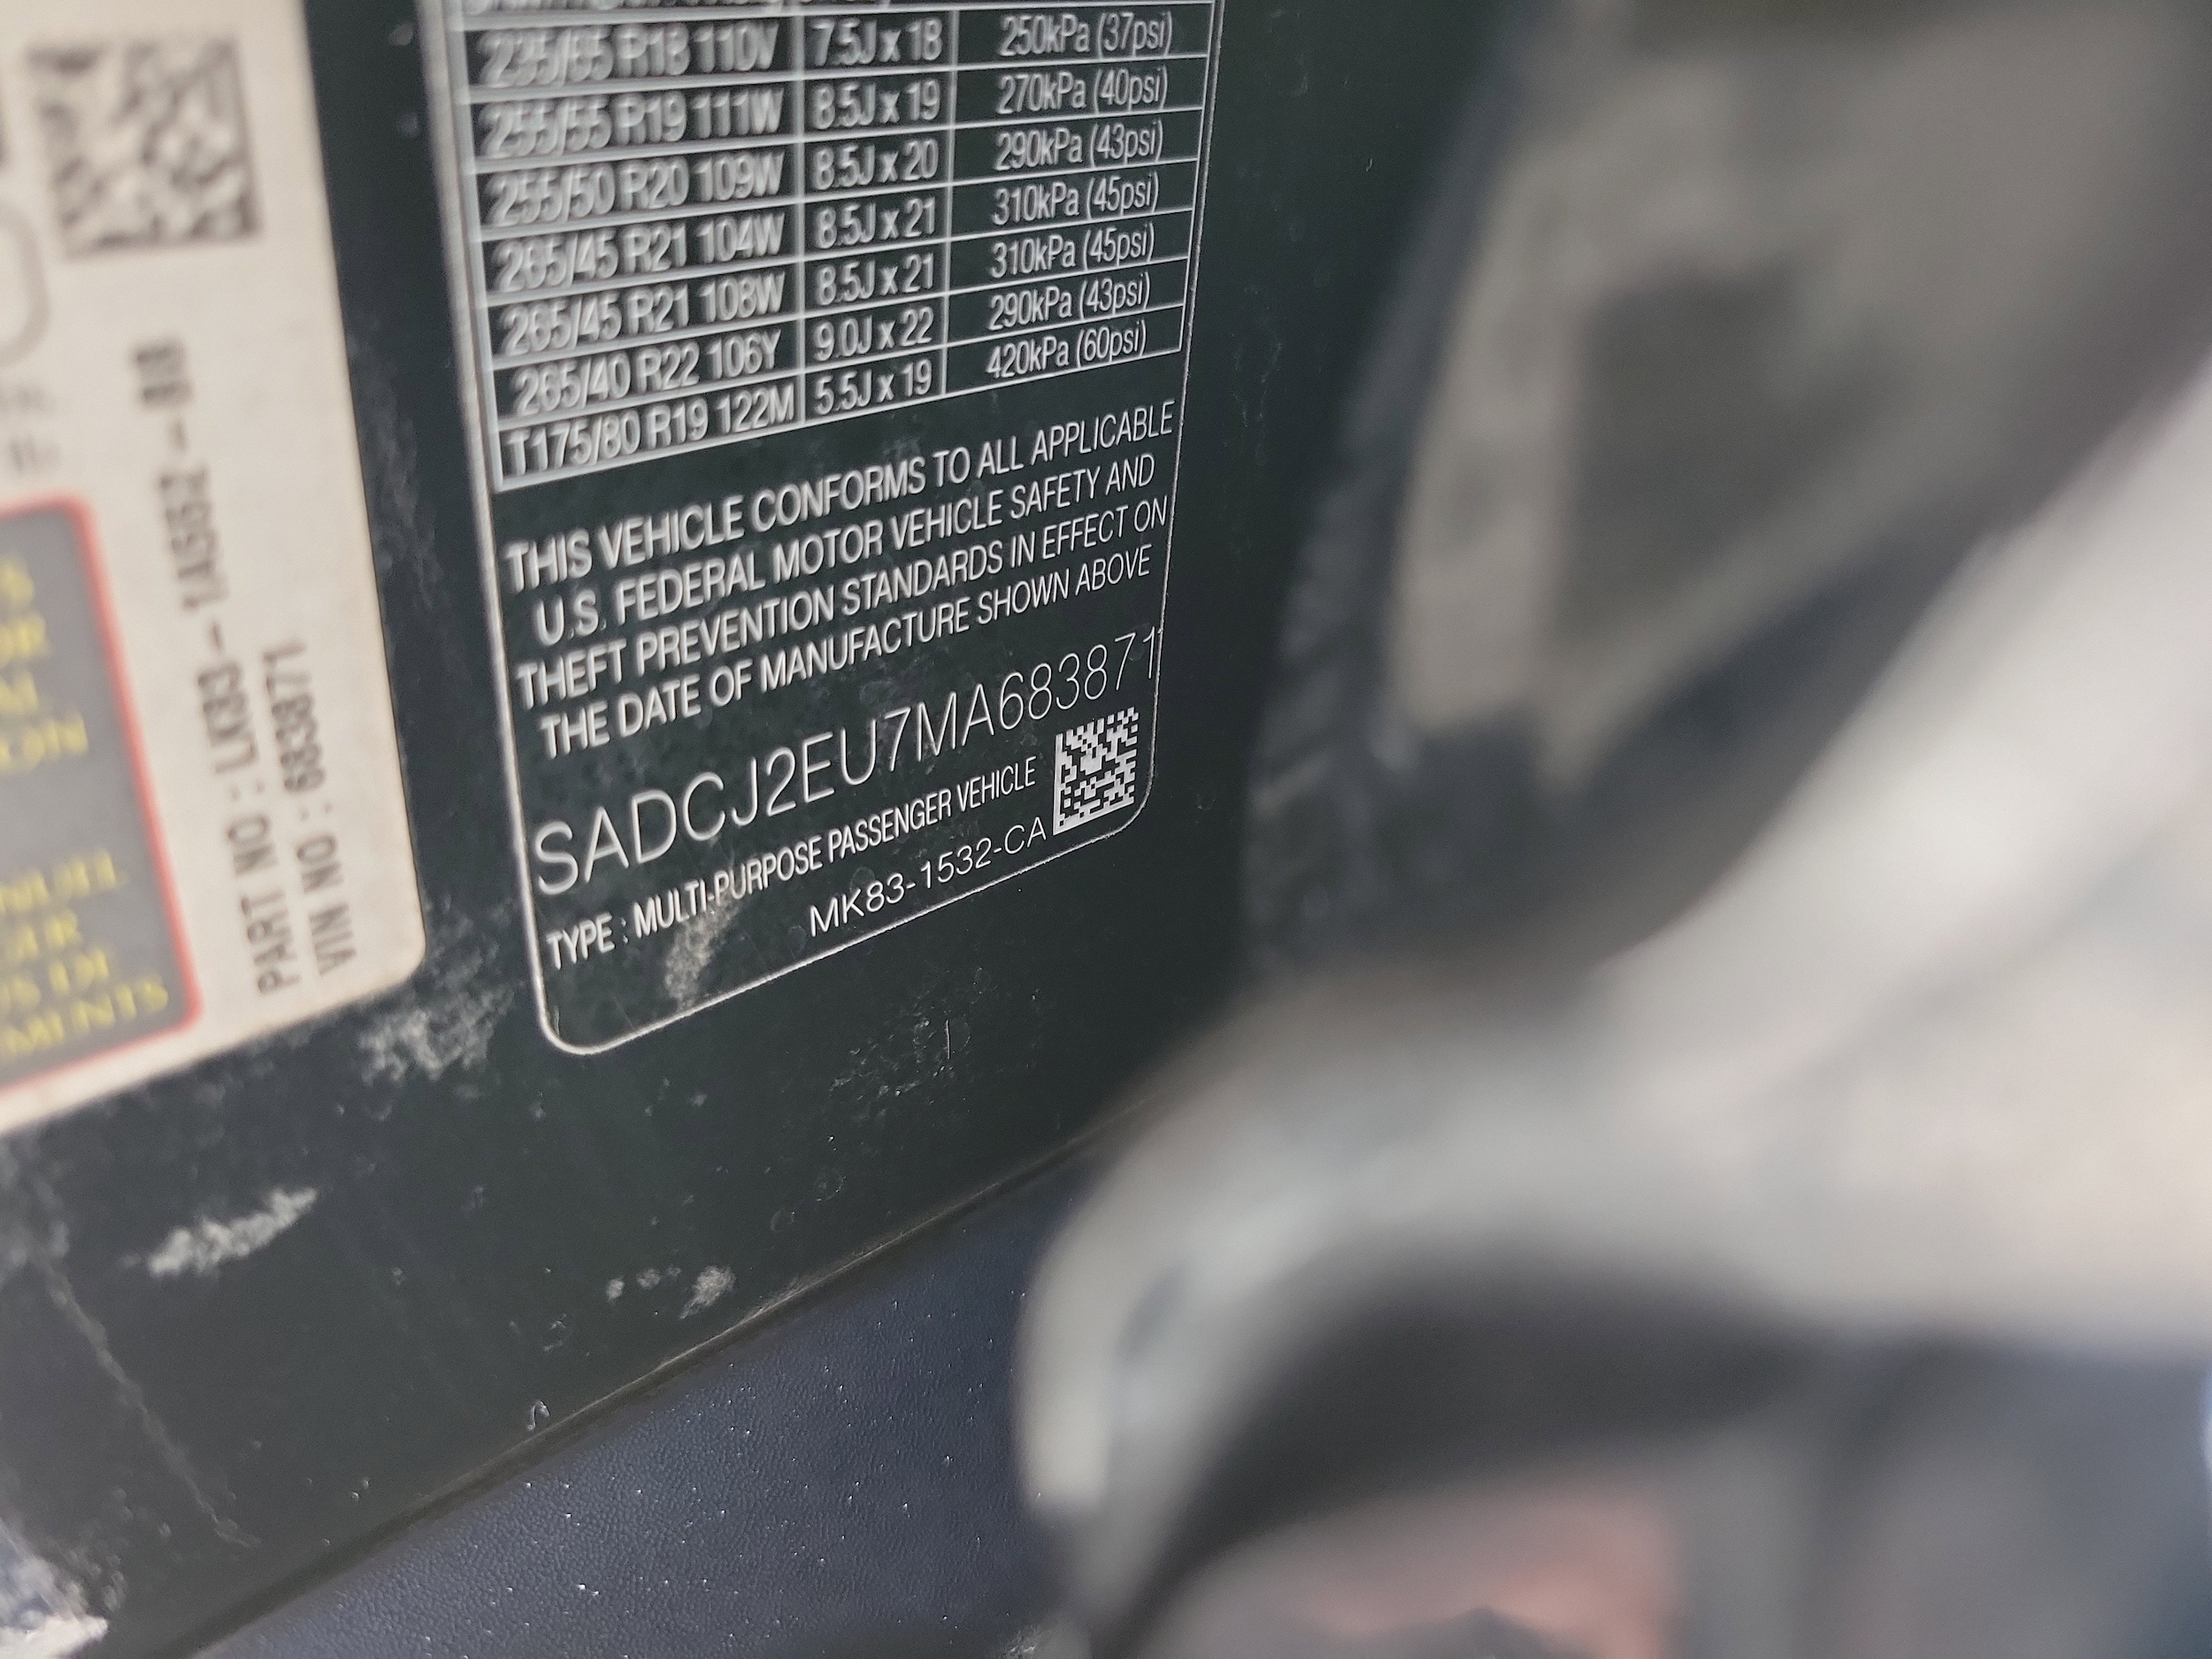 235/65 R18 110V 7.5J x 18 250kPa (37psi)
255/55 R19 111W 8.5J x 19 270kPa (40psi)
255/50 R20 109W 8.5J x 20 290kPa (43psi)
265/45 R21 104W 8.5J x 21 310kPa (45psi)
265/45 R21 108W 8.5J x 21 310kPa (45psi)
265/40 R22 106Y 9.0J x 22 290kPa (43psi)
T175/80 R19 122M 5.5J x 19 420kPa (60psi)
THIS VEHICLE CONFORMS TO ALL APPLICABLE
U.S. FEDERAL MOTOR VEHICLE SAFETY AND
THEFT PREVENTION STANDARDS IN EFFECT ON
THE DATE OF MANUFACTURE SHOWN ABOVE
SADCJ2EU7MA683871
TYPE : MULTI-PURPOSE PASSENGER VEHICLE
MK83-1532-CA
PART NO : LK83-1A552-BB
VIN NO : 683871